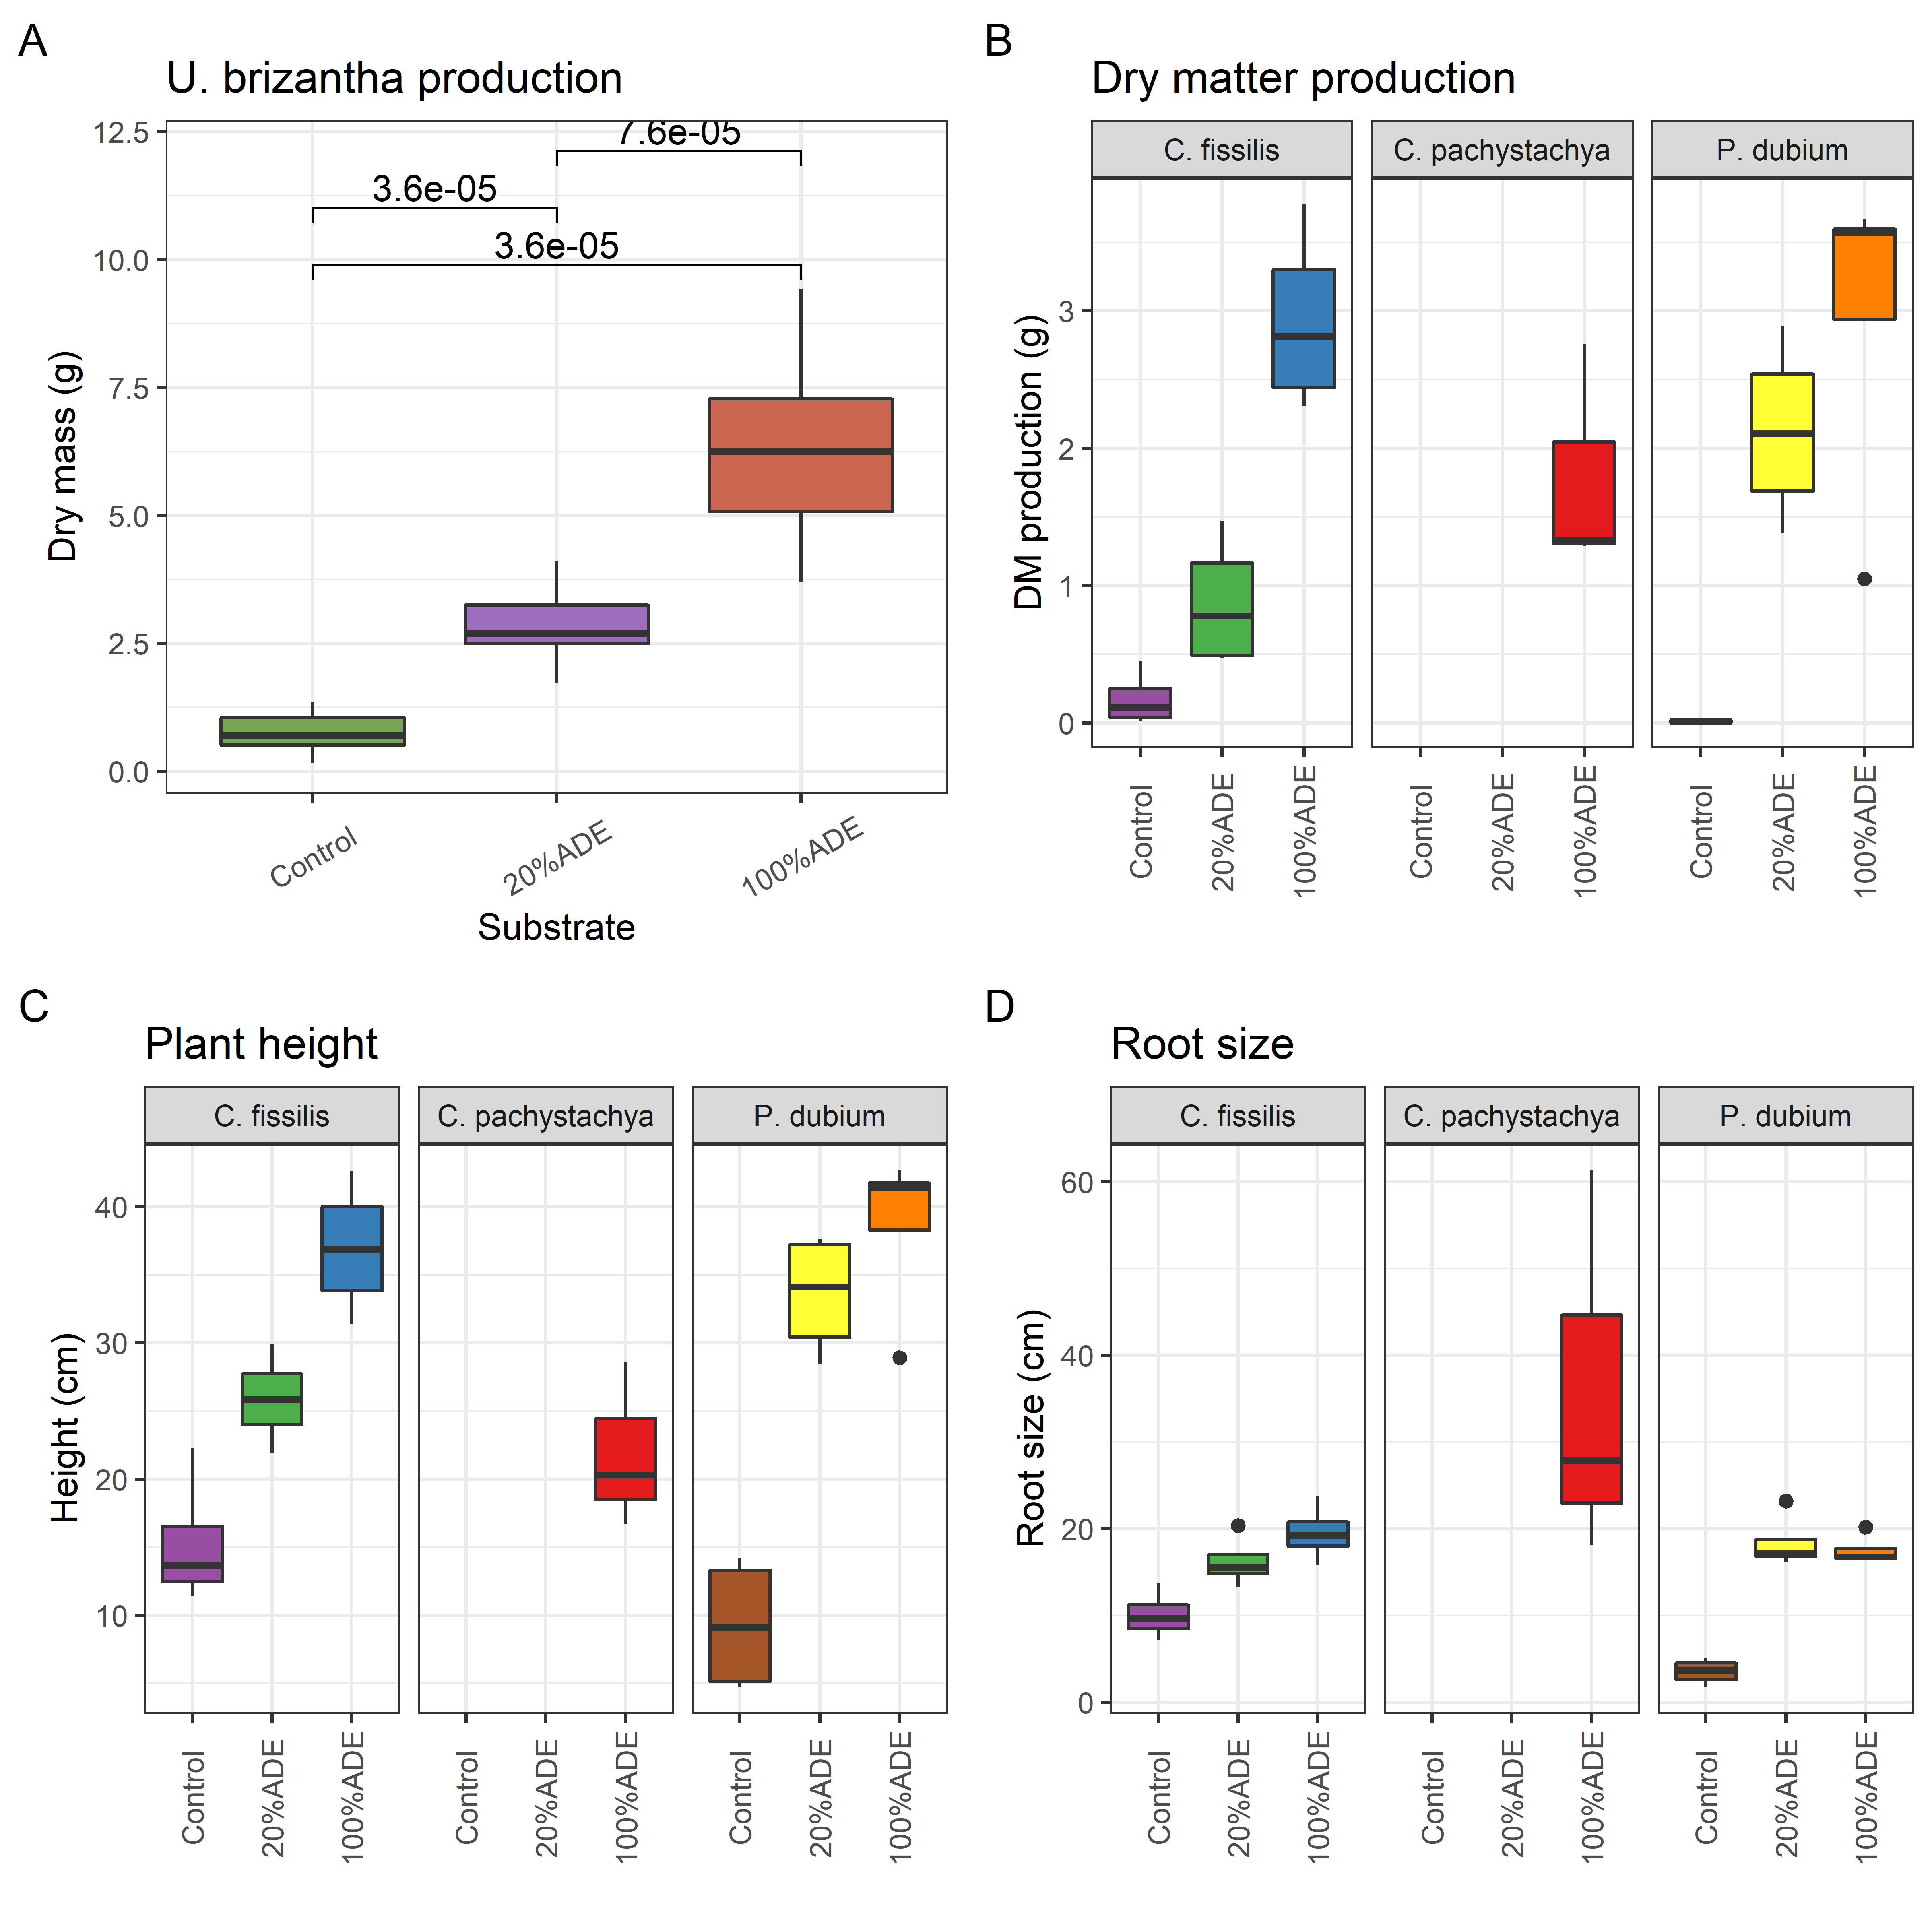 A
U. brizantha production
12.5
10.0
7.5
5.0
2.5
0.0
Dry mass (g)
7.6e-05
3.6e-05
3.6e-05
Control
20%ADE
100%ADE
Substrate
B
Dry matter production
C. fissilis
C. pachystachya
P. dubium
3
2
1
0
DM production (g)
Control
20%ADE
100%ADE
Control
20%ADE
100%ADE
Control
20%ADE
100%ADE
C
Plant height
C. fissilis
C. pachystachya
P. dubium
40
30
20
10
Height (cm)
Control
20%ADE
100%ADE
Control
20%ADE
100%ADE
Control
20%ADE
100%ADE
D
Root size
C. fissilis
C. pachystachya
P. dubium
60
40
20
0
Root size (cm)
Control
20%ADE
100%ADE
Control
20%ADE
100%ADE
Control
20%ADE
100%ADE